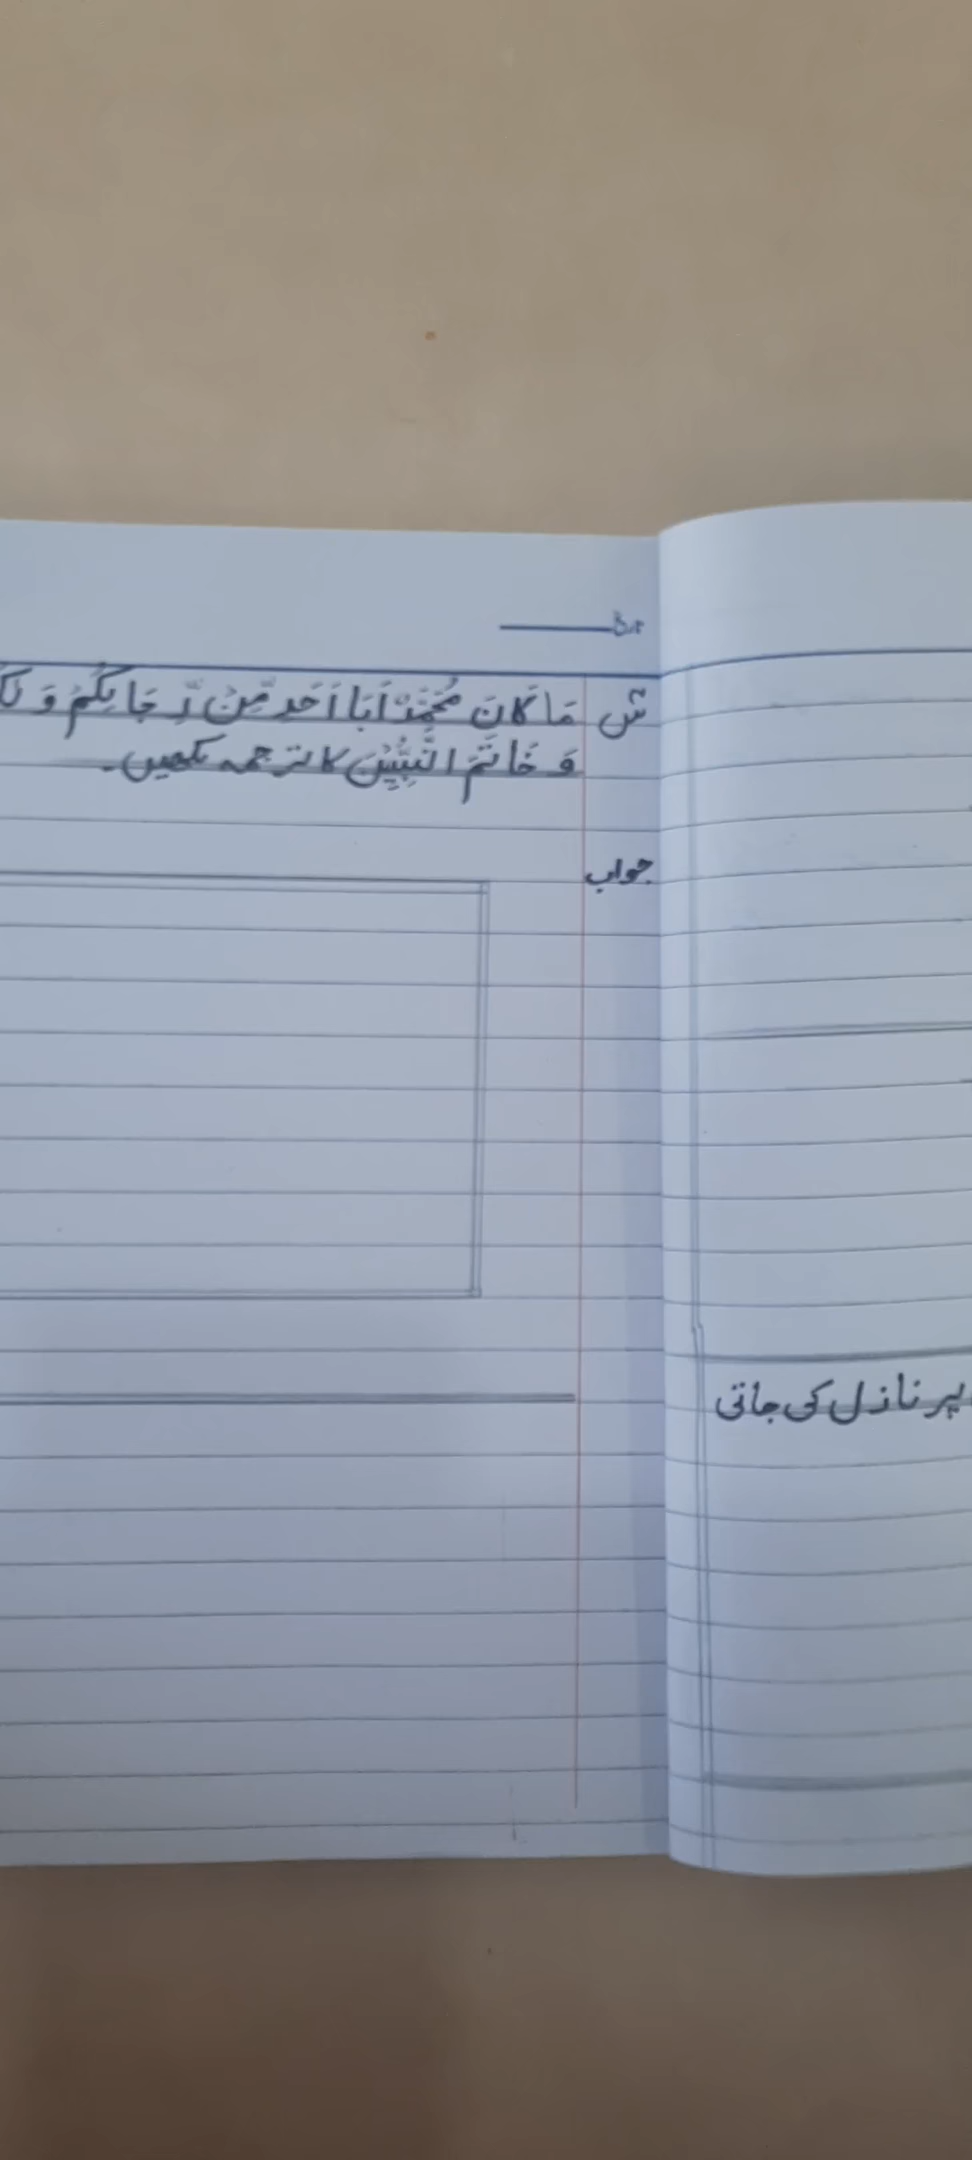 ش مَا كَانَ مُحَمَّدٌ اَبَا اَحَدٍ مِّنْ رِّجَالِكُمْ وَ
وَ خَاتَمَ النَّبِيّٖنَ کا ترجمہ لکھیں۔
جواب
پر نازل کی جاتی